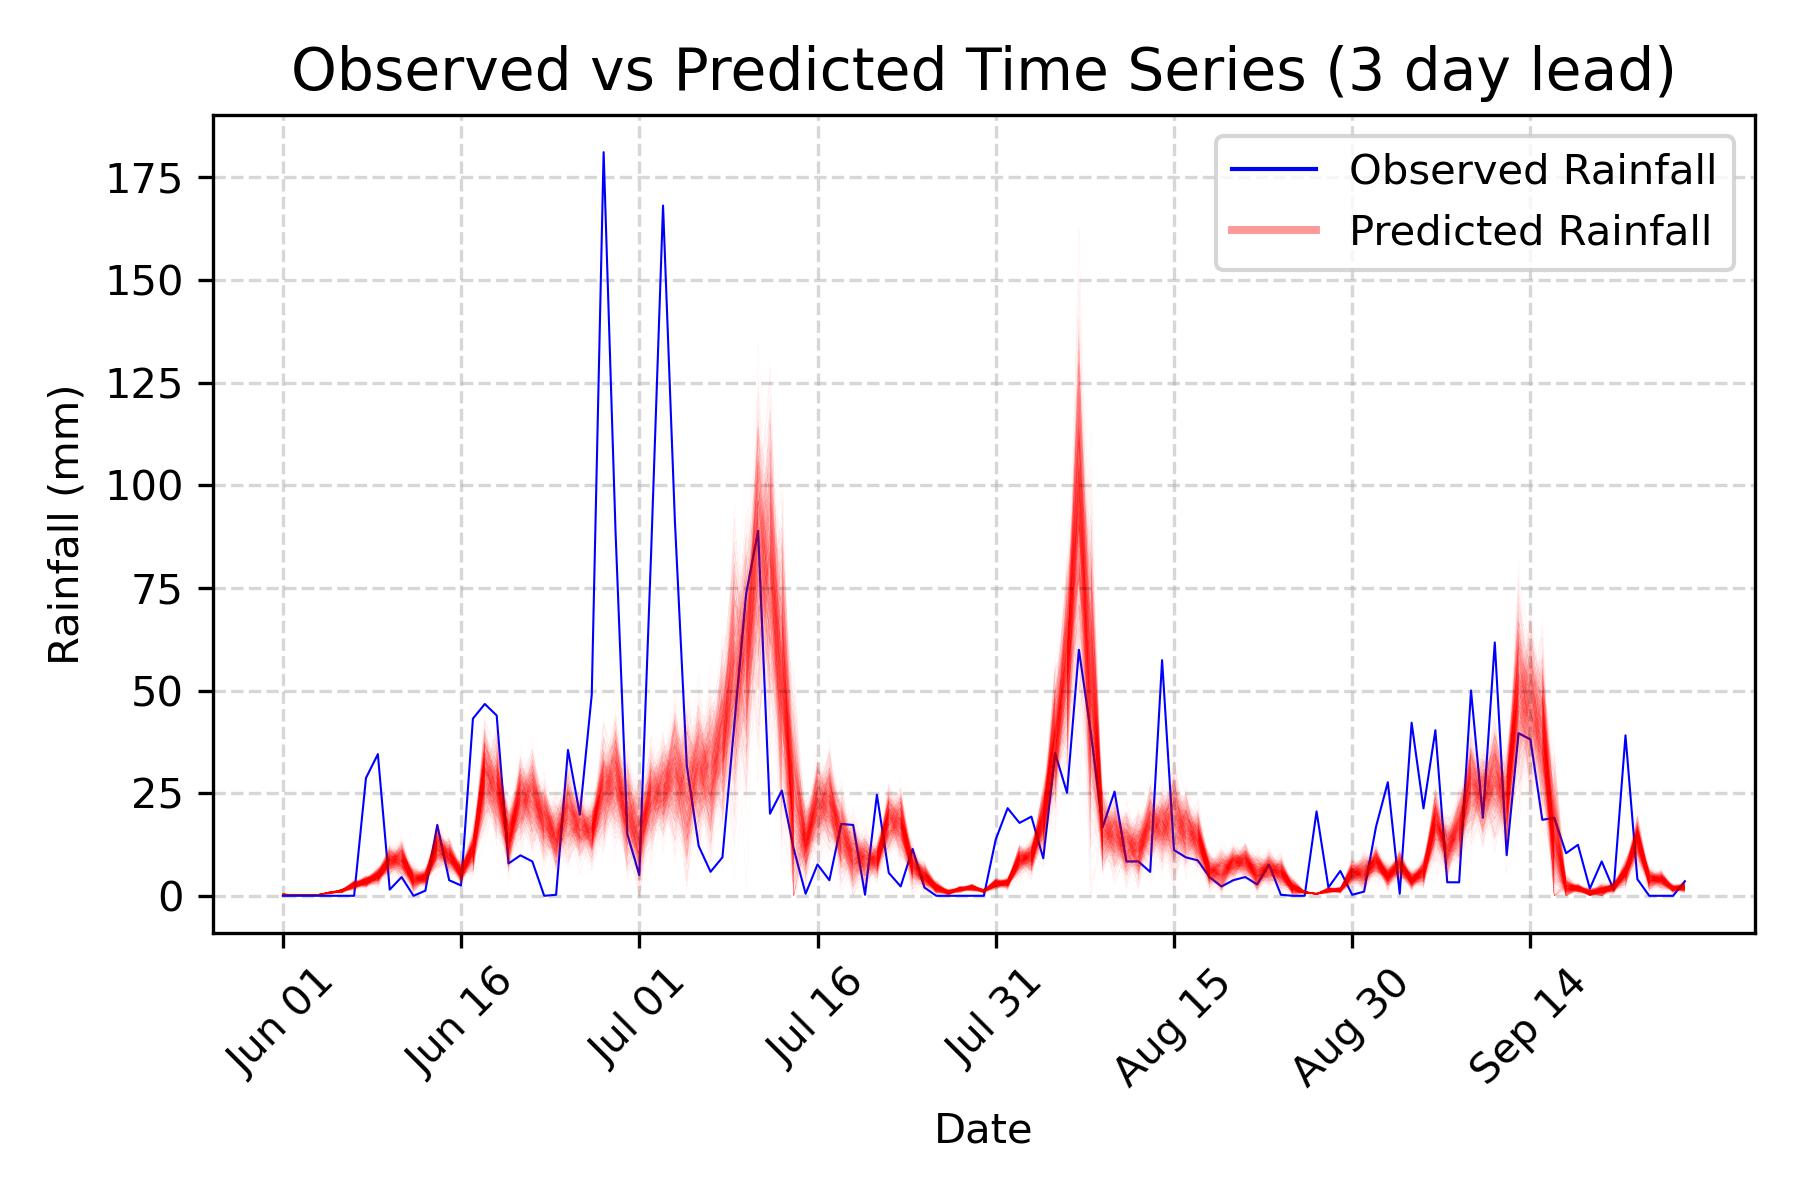 Observed vs Predicted Time Series (3 day lead)
Observed Rainfall
Predicted Rainfall
Rainfall (mm)
175
150
125
100
75
50
25
0
Jun 01
Jun 16
Jul 01
Jul 16
Jul 31
Aug 15
Aug 30
Sep 14
Date